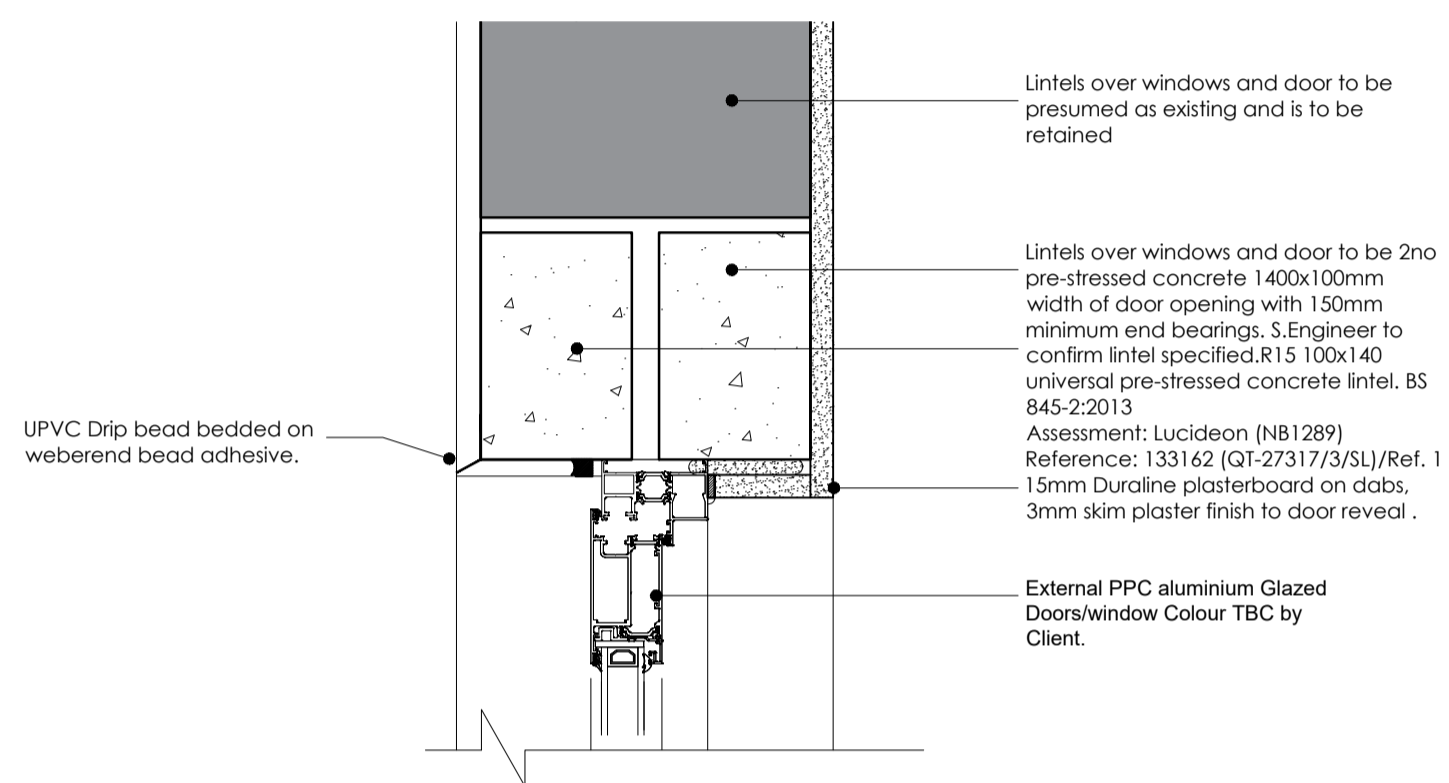 Lintels over windows and door to be
presumed as existing and is to be
retained
Lintels over windows and door to be 2no
pre-stressed concrete 1400x100mm
width of door opening with 150mm
minimum end bearings. S.Engineer to
confirm lintel specified.R15 100x140
universal pre-stressed concrete lintel. BS
845-2:2013
Assessment: Lucideon (NB1289)
Reference: 133162 (QT-27317/3/SL)/Ref. 1
15mm Duraline plasterboard on dabs,
3mm skim plaster finish to door reveal .
UPVC Drip bead bedded on
weberend bead adhesive.
External PPC aluminium Glazed
Doors/window Colour TBC by
Client.